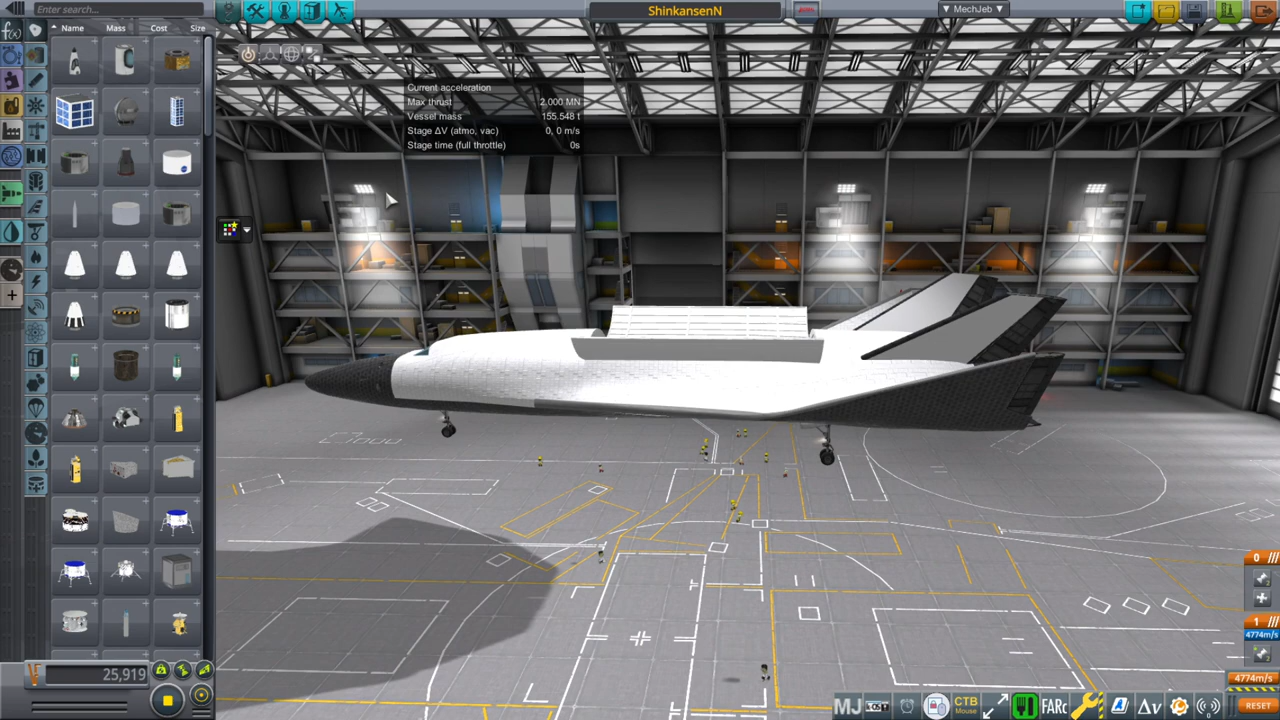 Enter search...
ShinkansenN
▼ MechJeb ▼
Name Mass Cost Size
f(x)
Current acceleration
Max thrust 2.000 MN
Vessel mass 155.548 t
Stage ΔV (atmo, vac) 0, 0 m/s
Stage time (full throttle) 0s
0
1
4774m/s
4774m/s
25,919
MJ
CTB
Mouse
FARc
Δv
RESET